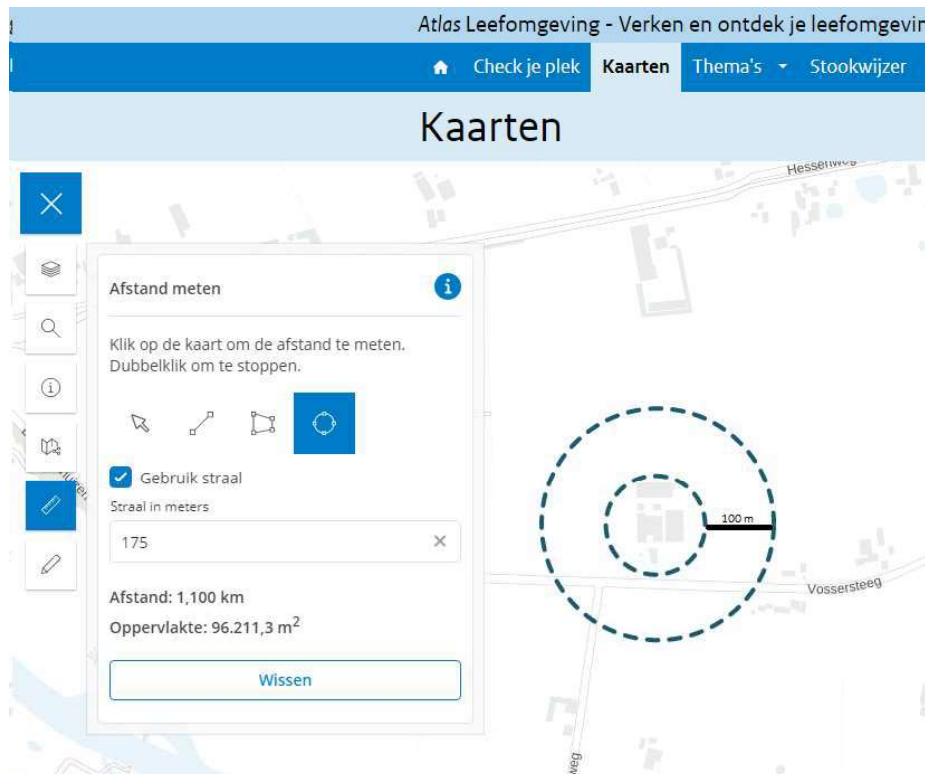 Atlas Leefomgeving - Verken en ontdek je leefomgevin
Check je plek Kaarten Thema's Stookwijzer
Kaarten
Hessenweg
Afstand meten
Klik op de kaart om de afstand te meten.
Dubbelklik om te stoppen.
Gebruik straal
Straal in meters
175
100 m
Afstand: 1,100 km
Vossersteeg
Oppervlakte: 96.211,3 m²
Wissen
weg